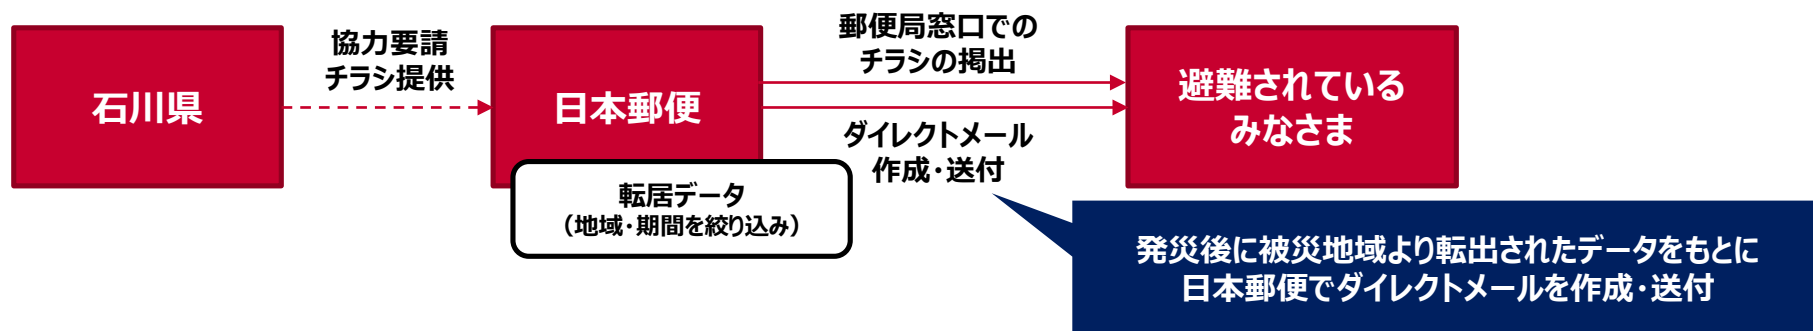 石川県
協力要請
チラシ提供
日本郵便
転居データ
（地域・期間を絞り込み）
郵便局窓口での
チラシの掲出
ダイレクトメール
作成・送付
避難されている
みなさま
発災後に被災地域より転出されたデータをもとに
日本郵便でダイレクトメールを作成・送付